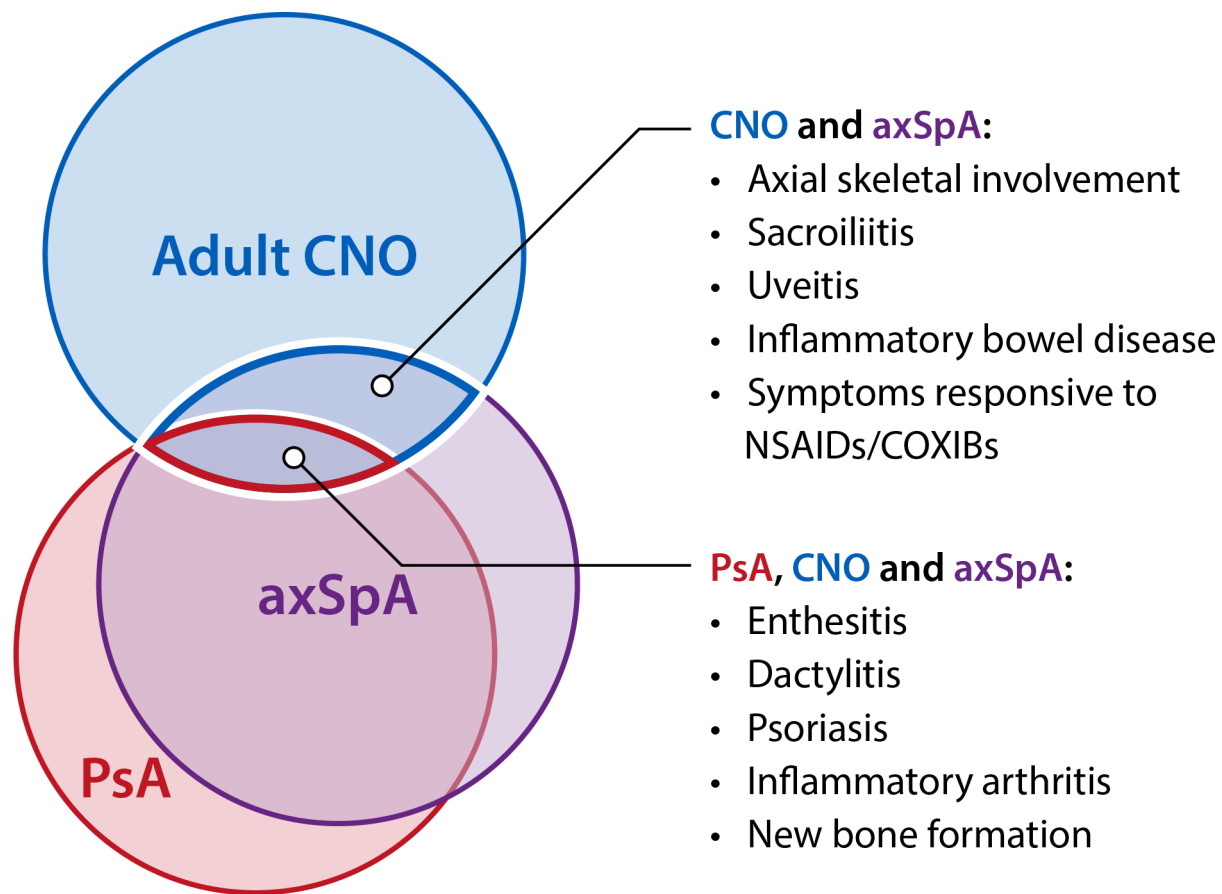 Adult CNO
axSpA
PsA
CNO and axSpA:
• Axial skeletal involvement
• Sacroiliitis
• Uveitis
• Inflammatory bowel disease
• Symptoms responsive to
NSAIDs/COXIBs
PsA, CNO and axSpA:
• Enthesitis
• Dactylitis
• Psoriasis
• Inflammatory arthritis
• New bone formation